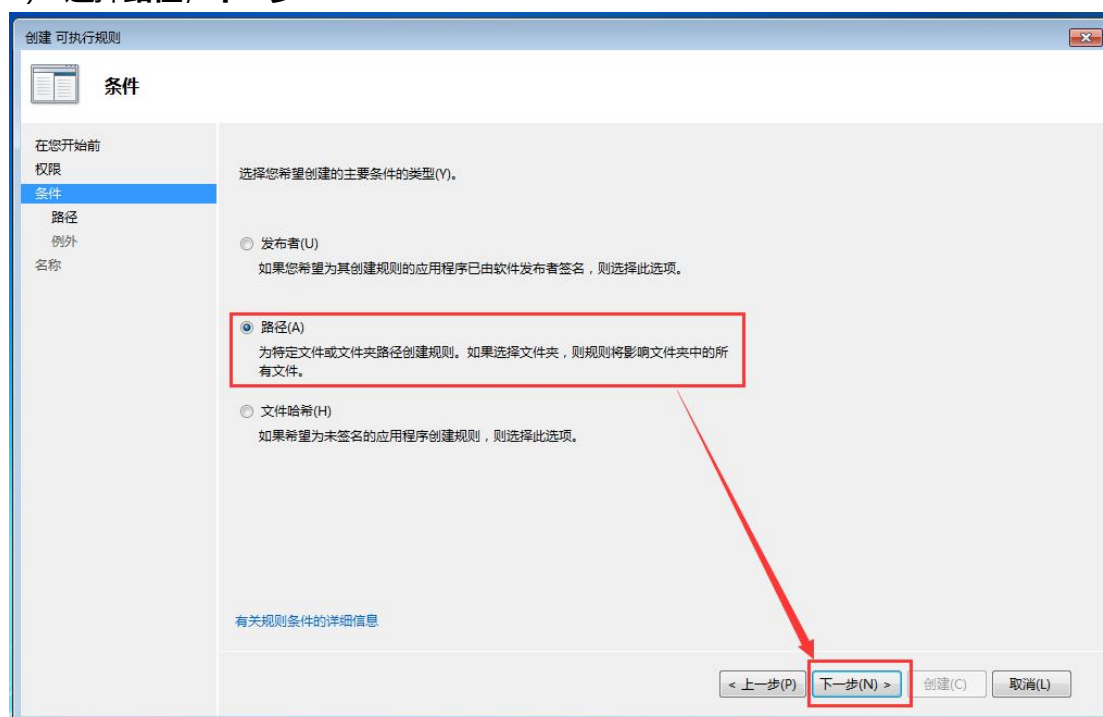 创建 可执行规则
条件
在您开始前
权限
条件
路径
例外
名称
选择您希望创建的主要条件的类型(Y)。
发布者(U)
如果您希望为其创建规则的应用程序已由软件发布者签名，则选择此选项。
路径(A)
为特定文件或文件夹路径创建规则。如果选择文件夹，则规则将影响文件夹中的所
有文件。
文件哈希(H)
如果希望为未签名的应用程序创建规则，则选择此选项。
有关规则条件的详细信息
< 上一步(P)
下一步(N) >
创建(C)
取消(L)